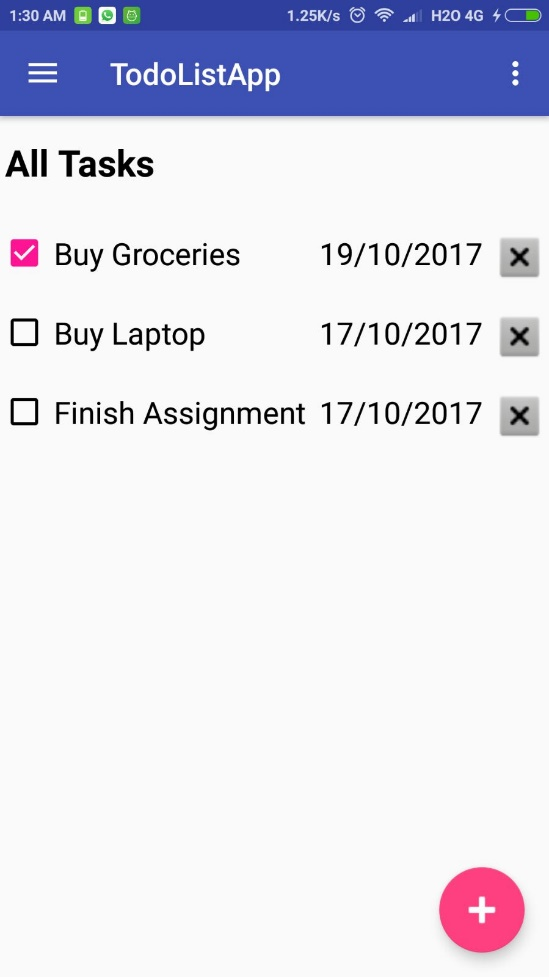 1:30 AM 1.25K/s H2O 4G
TodoListApp
All Tasks
Buy Groceries 19/10/2017
Buy Laptop 17/10/2017
Finish Assignment 17/10/2017